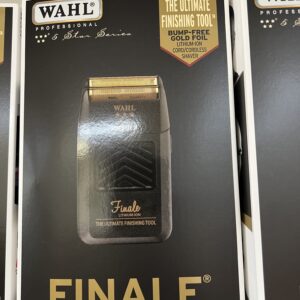 WAHL
PROFESSIONAL
5 Star Series
THE ULTIMATE
FINISHING TOOL*
BUMP-FREE
GOLD FOIL
LITHIUM-ION
CORD/CORDLESS
SHAVER
WAHL
Finale
LITHIUM ION
THE ULTIMATE FINISHING TOOL
FINALE®